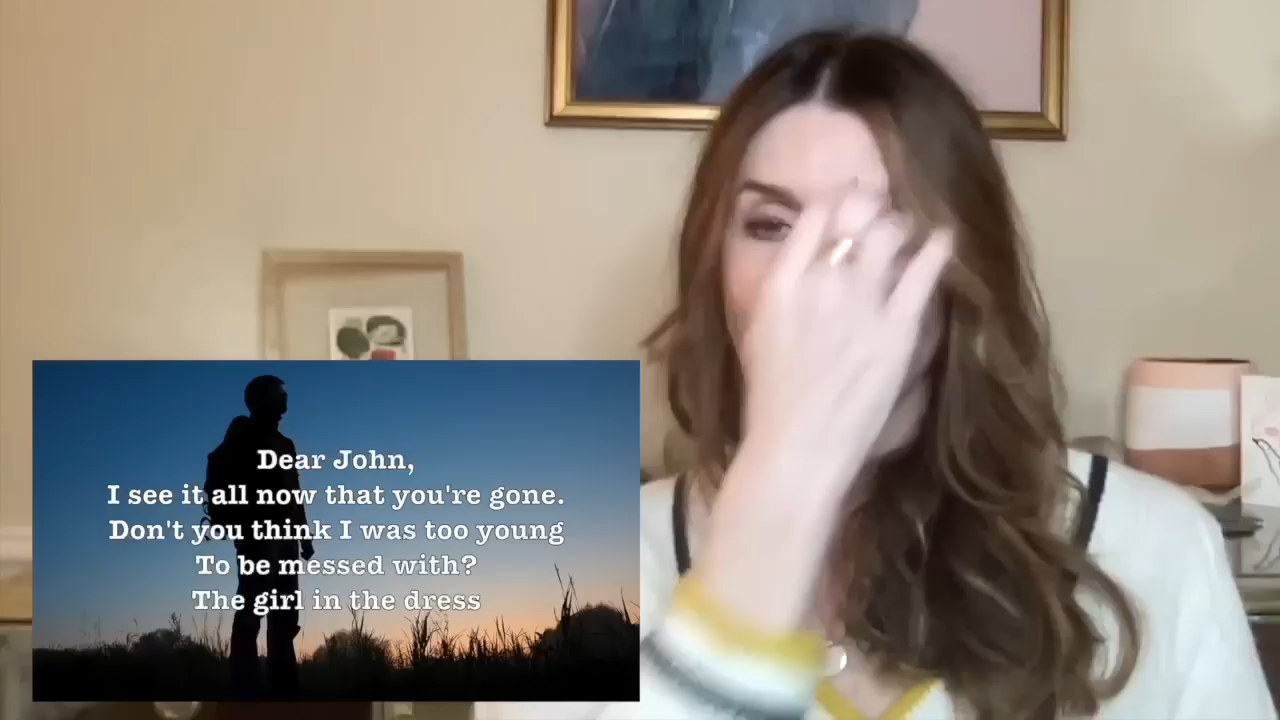 Dear John,
I see it all now that you're gone.
Don't you think I was too young
To be messed with?
The girl in the dress